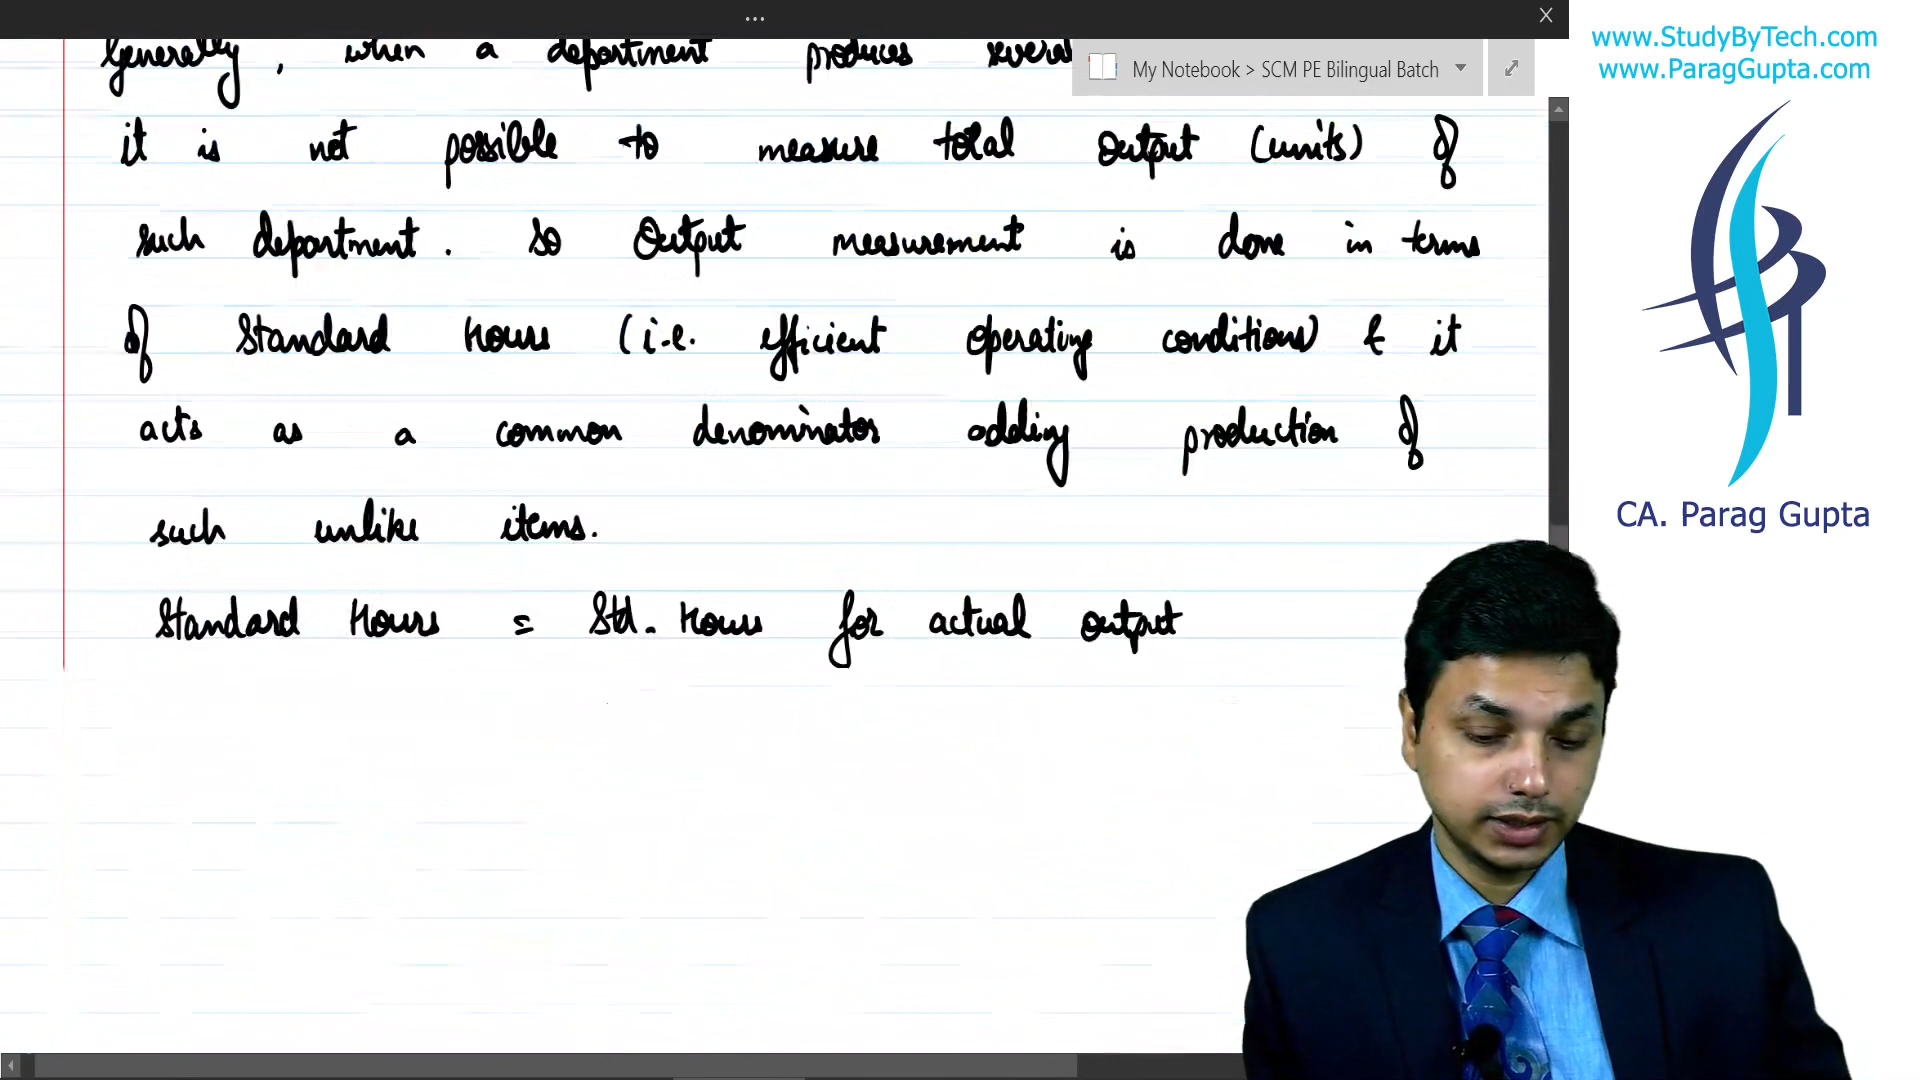 generally, when a department produces several
My Notebook > SCM PE Bilingual Batch
it is not possible to measure total output (units) of
such department. So Output measurement is done in terms
of Standard Hours (i.e. efficient operating conditions) & it
acts as a common denominator adding production of
such unlike items.
Standard Hours = Std. Hours for actual output
www.StudyByTech.com
www.ParagGupta.com
CA. Parag Gupta